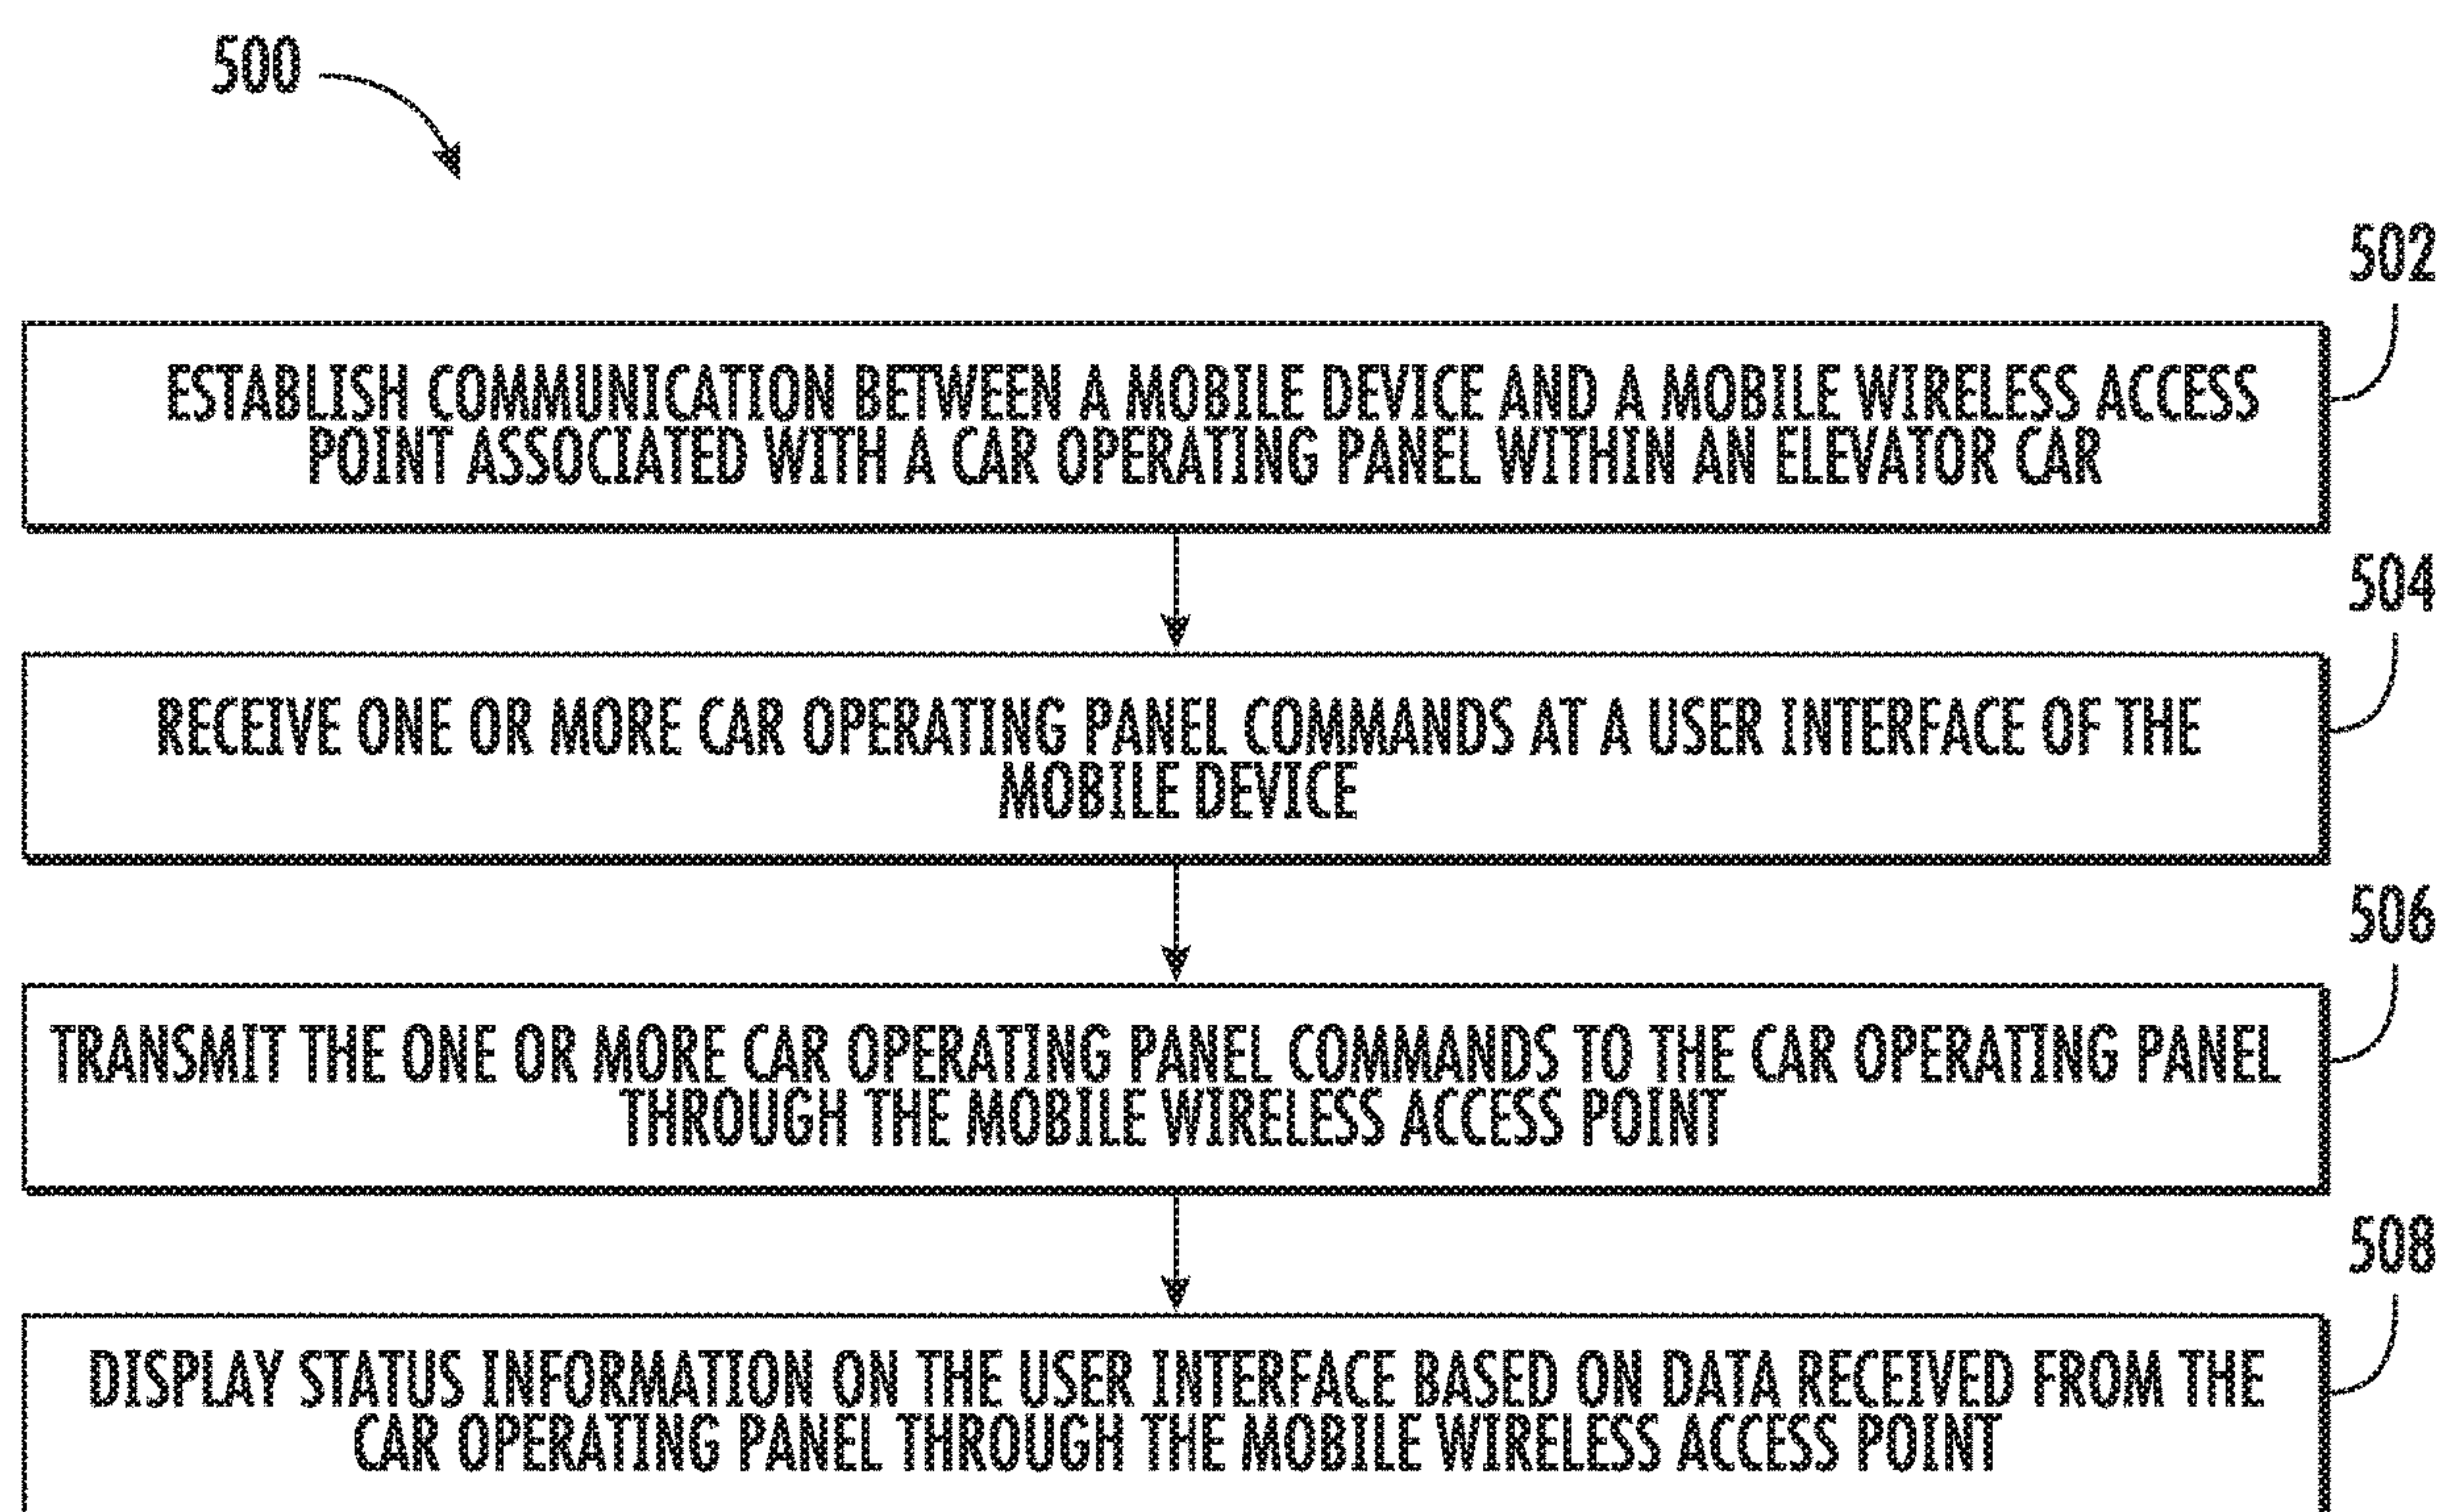 500
502
ESTABLISH COMMUNICATION BETWEEN A MOBILE DEVICE AND A MOBILE WIRELESS ACCESS
POINT ASSOCIATED WITH A CAR OPERATING PANEL WITHIN AN ELEVATOR CAR
504
RECEIVE ONE OR MORE CAR OPERATING PANEL COMMANDS AT A USER INTERFACE OF THE
MOBILE DEVICE
506
TRANSMIT THE ONE OR MORE CAR OPERATING PANEL COMMANDS TO THE CAR OPERATING PANEL
THROUGH THE MOBILE WIRELESS ACCESS POINT
508
DISPLAY STATUS INFORMATION ON THE USER INTERFACE BASED ON DATA RECEIVED FROM THE
CAR OPERATING PANEL THROUGH THE MOBILE WIRELESS ACCESS POINT